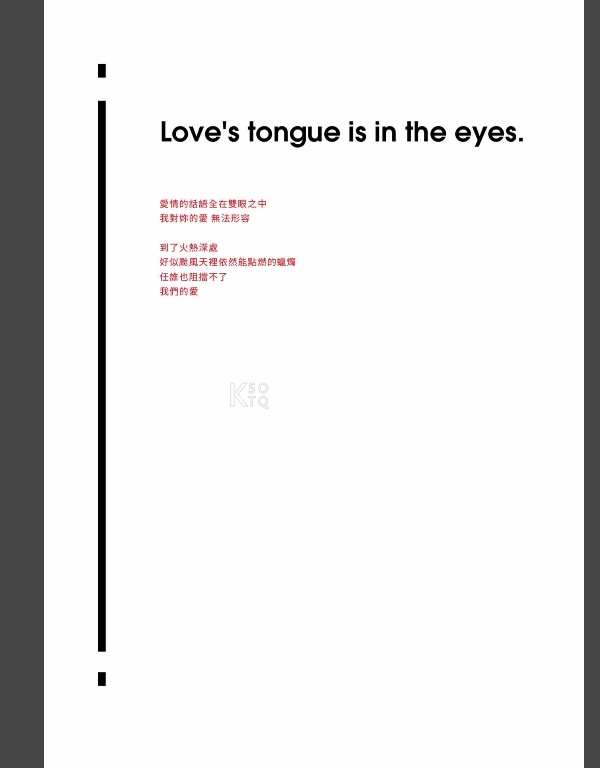 Love's tongue is in the eyes.
愛情的話語全在雙眼之中
我對妳的愛 無法形容
到了火熱深處
好似颱風天裡依然能點燃的蠟燭
任誰也阻擋不了
我們的愛
K50
TQ